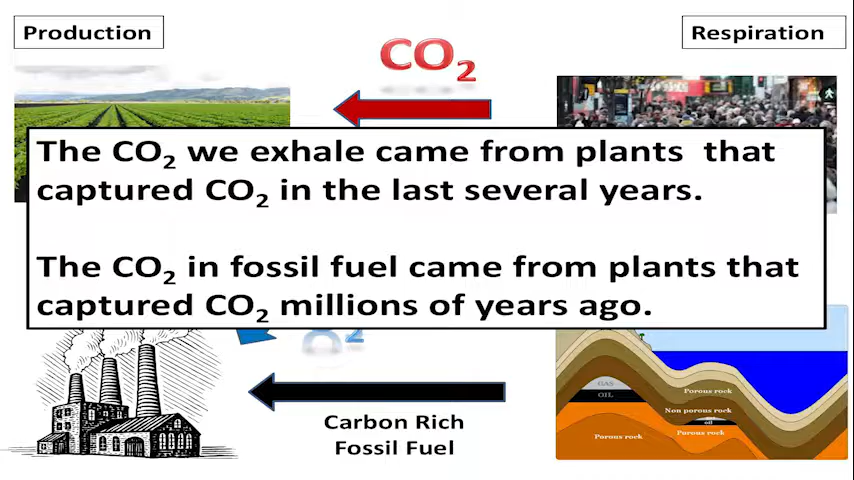 Production
CO2
Respiration
The CO2 we exhale came from plants that
captured CO2 in the last several years.
The CO2 in fossil fuel came from plants that
captured CO2 millions of years ago.
GAS
OIL
Porous rock
Non porous rock
oil
Porous rock
Porous rock
Carbon Rich
Fossil Fuel